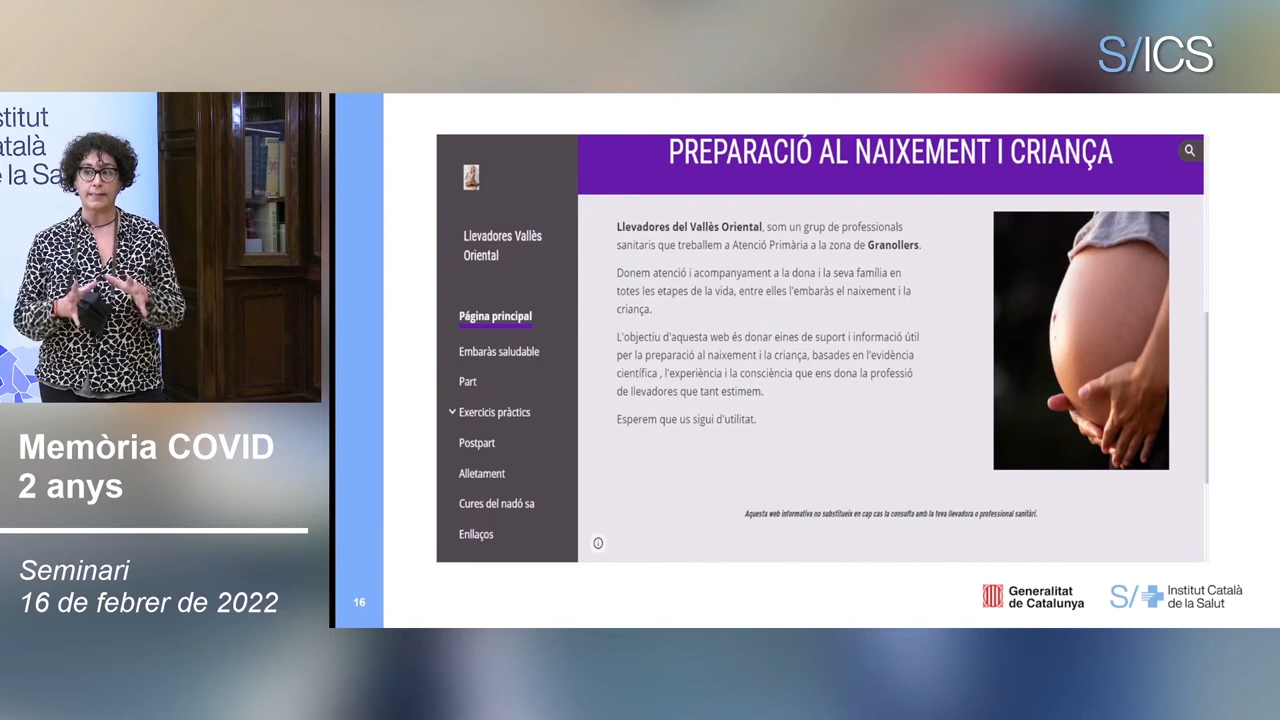 S/ICS
stitut
atalà
e la Sa
Memòria COVID
2 anys
Seminari
16 de febrer de 2022
16
Llevadores Vallès
Oriental
Página principal
Embaràs saludable
Part
Exercicis pràctics
Postpart
Alletament
Cures del nadó sa
Enllaços
PREPARACIÓ AL NAIXEMENT I CRIANÇA
Llevadores del Vallès Oriental, som un grup de professionals
sanitaris que treballem a Atenció Primària a la zona de Granollers.
Donem atenció i acompanyament a la dona i la seva família en
totes les etapes de la vida, entre elles l'embaràs el naixement i la
criança.
L'objectiu d'aquesta web és donar eines de suport i informació útil
per la preparació al naixement i la criança, basades en l'evidència
científica , l'experiència i la consciència que ens dona la professió
de llevadores que tant estimem.
Esperem que us sigui d'utilitat.
Aquesta web informativa no substitueix en cap cas la consulta amb la teva llevadora o professional sanitàri.
Generalitat
de Catalunya
S/
Institut Català
de la Salut